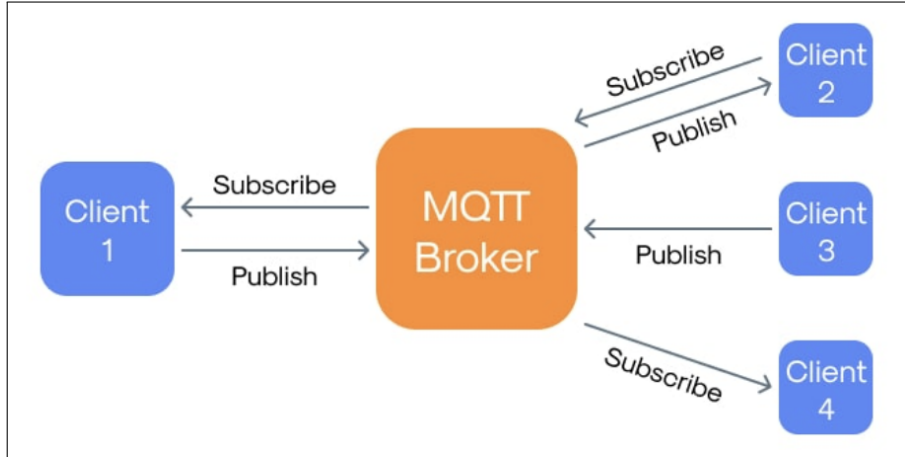 Client
1
Subscribe
Publish
MQTT
Broker
Subscribe
Publish
Client
2
Publish
Client
3
Subscribe
Client
4